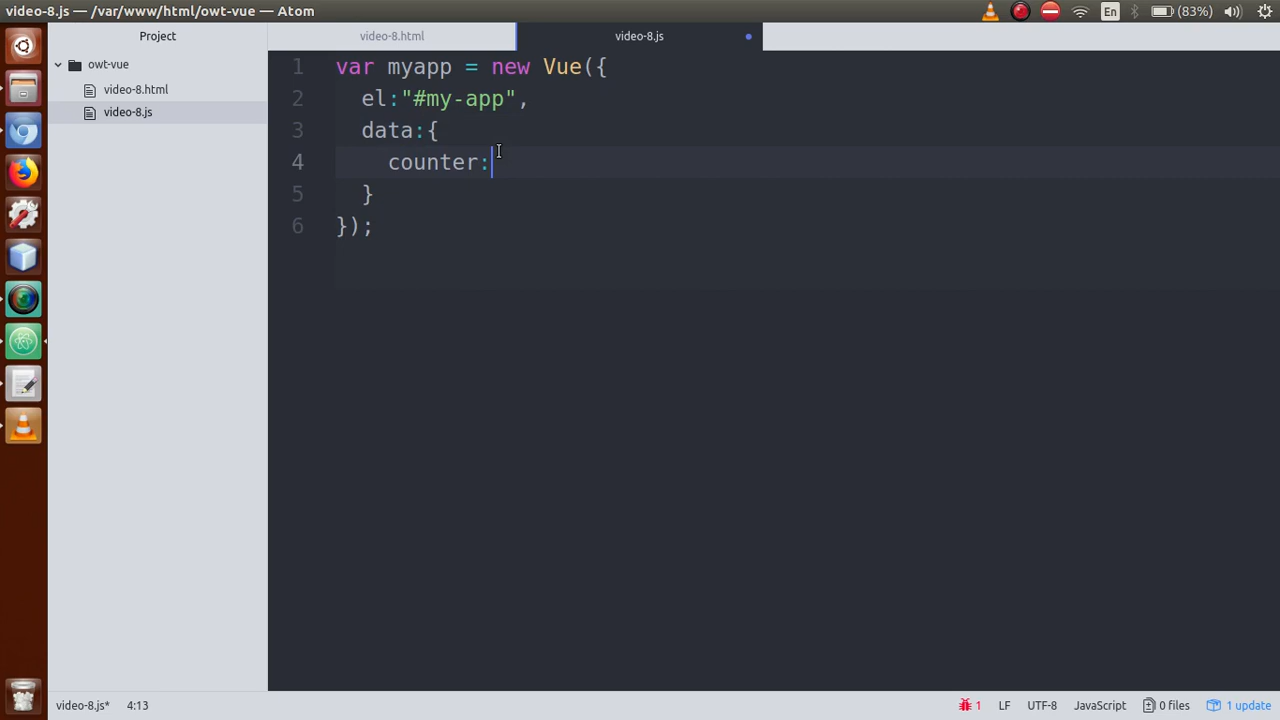 video-8.js — /var/www/html/owt-vue — Atom
En
(83%)
Project
video-8.html
video-8.js
owt-vue
video-8.html
video-8.js
1 var myapp = new Vue({
2 el:"#my-app",
3 data:{
4 counter:
5 }
6 });
video-8.js* 4:13
1 LF UTF-8 JavaScript 0 files 1 update